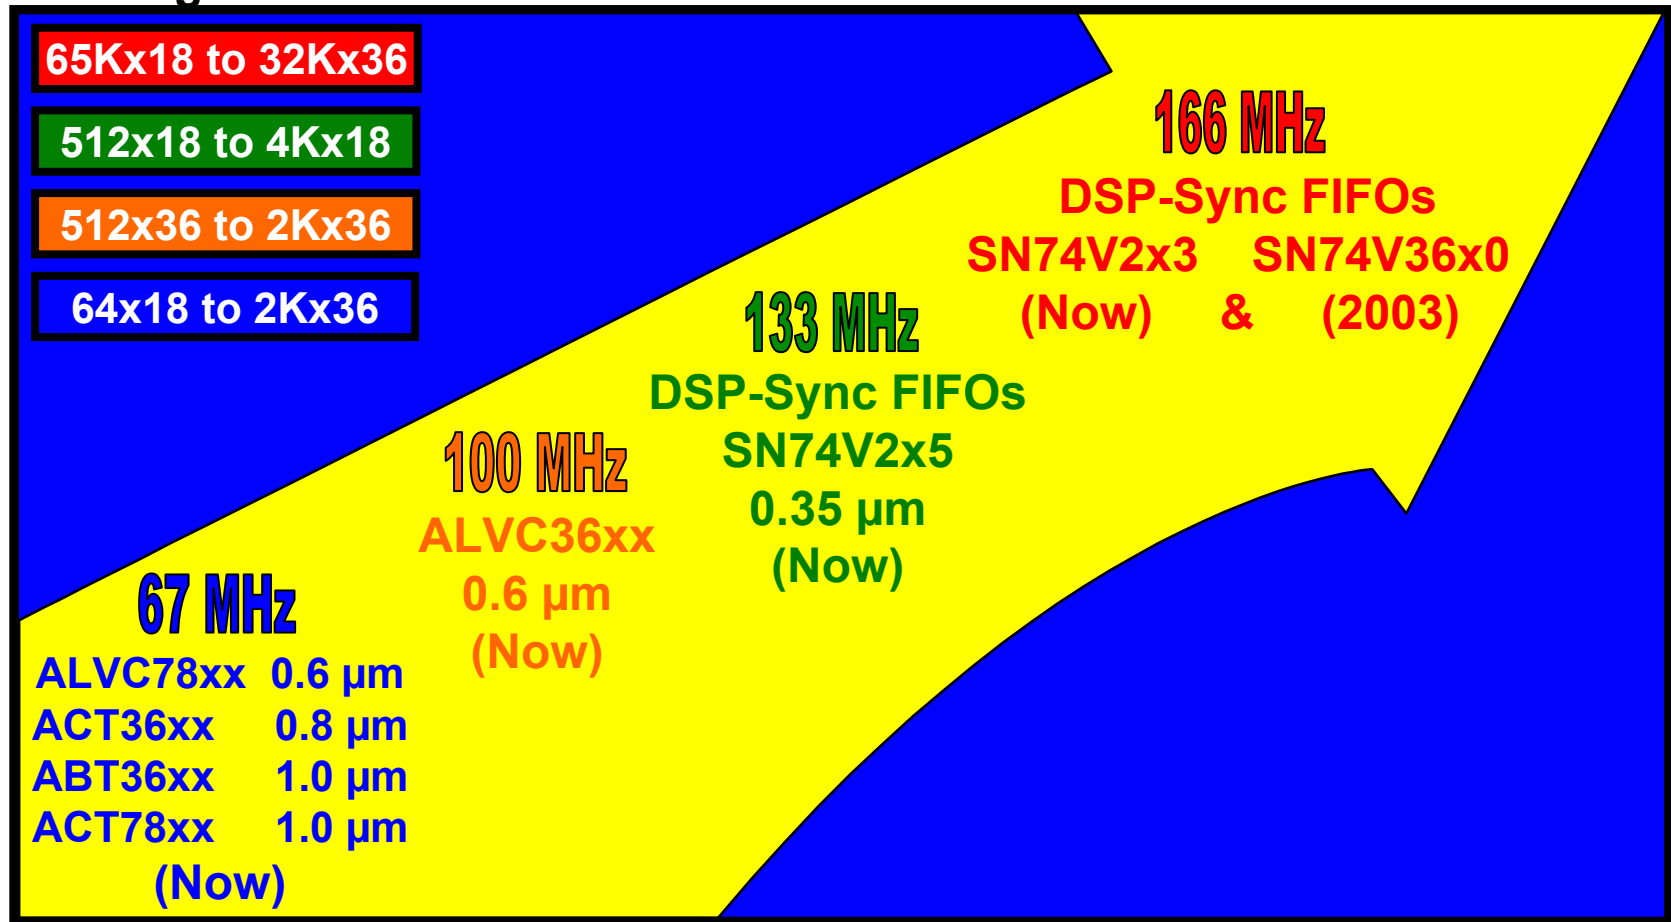 65Kx18 to 32Kx36
512x18 to 4Kx18
512x36 to 2Kx36
64x18 to 2Kx36
166 MHz
DSP-Sync FIFOs
SN74V2x3 SN74V36x0
(Now) & (2003)
133 MHz
DSP-Sync FIFOs
SN74V2x5
0.35 µm
(Now)
100 MHz
ALVC36xx
0.6 µm
(Now)
67 MHz
ALVC78xx 0.6 µm
ACT36xx 0.8 µm
ABT36xx 1.0 µm
ACT78xx 1.0 µm
(Now)